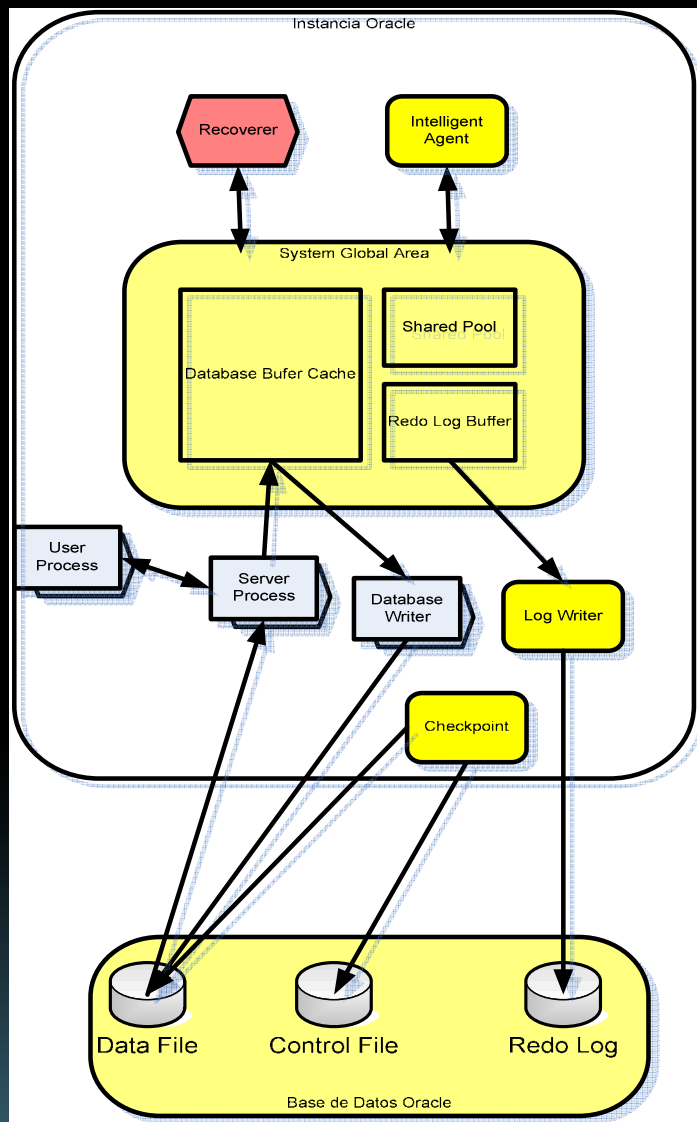 Instancia Oracle
Recoverer
Intelligent
Agent
System Global Area
Database Bufer Cache
Shared Pool
Redo Log Buffer
User
Process
Server
Process
Database
Writer
Log Writer
Checkpoint
Data File
Control File
Redo Log
Base de Datos Oracle